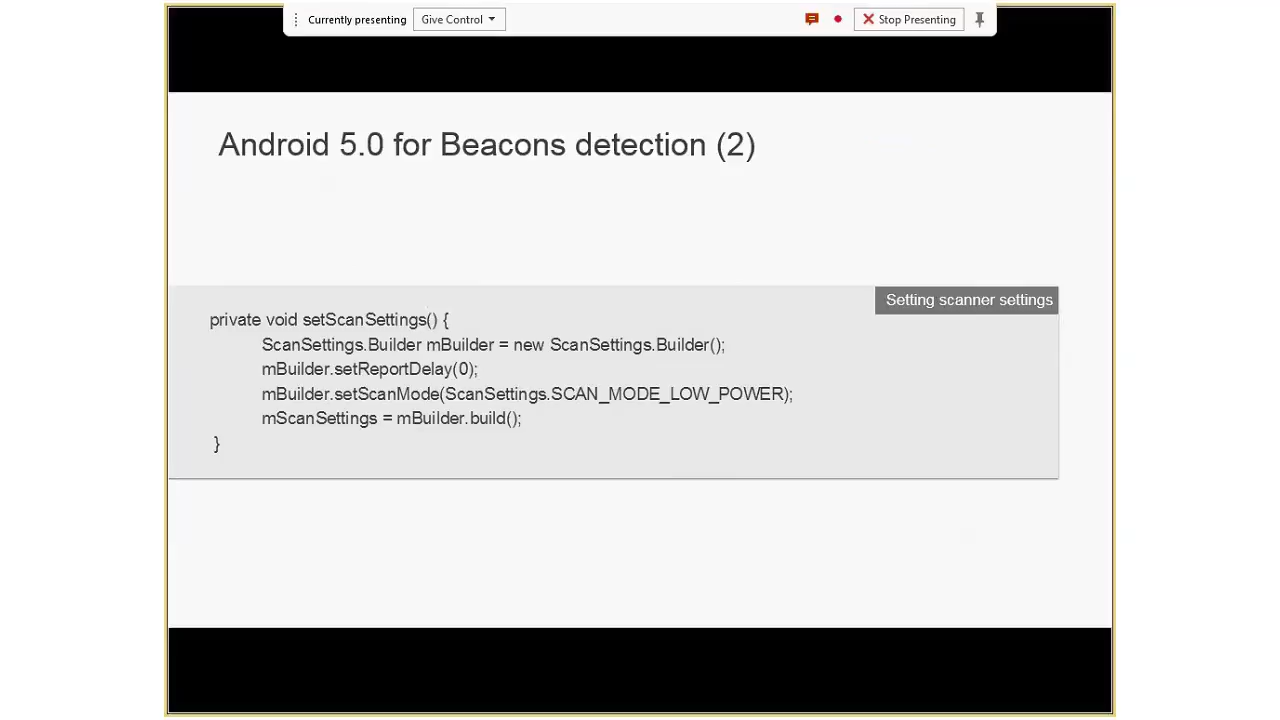 Currently presenting Give Control Stop Presenting
Android 5.0 for Beacons detection (2)
Setting scanner settings
private void setScanSettings() {
ScanSettings.Builder mBuilder = new ScanSettings.Builder();
mBuilder.setReportDelay(0);
mBuilder.setScanMode(ScanSettings.SCAN_MODE_LOW_POWER);
mScanSettings = mBuilder.build();
}